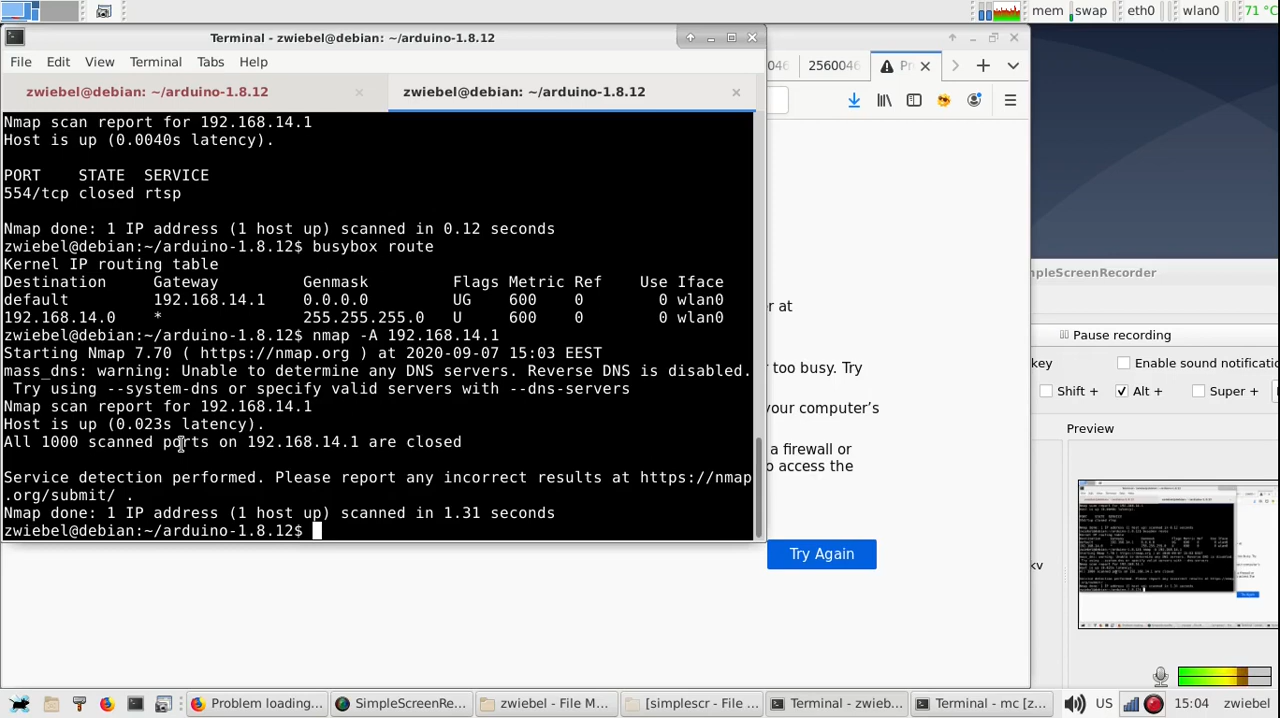 mem swap eth0 wlan0 71 °C
Terminal - zwiebel@debian: ~/arduino-1.8.12
File Edit View Terminal Tabs Help
zwiebel@debian: ~/arduino-1.8.12 zwiebel@debian: ~/arduino-1.8.12
Nmap scan report for 192.168.14.1
Host is up (0.0040s latency).
PORT STATE SERVICE
554/tcp closed rtsp
Nmap done: 1 IP address (1 host up) scanned in 0.12 seconds
zwiebel@debian:~/arduino-1.8.12$ busybox route
Kernel IP routing table
Destination Gateway Genmask Flags Metric Ref Use Iface
default 192.168.14.1 0.0.0.0 UG 600 0 0 wlan0
192.168.14.0 * 255.255.255.0 U 600 0 0 wlan0
zwiebel@debian:~/arduino-1.8.12$ nmap -A 192.168.14.1
Starting Nmap 7.70 ( https://nmap.org ) at 2020-09-07 15:03 EEST
mass_dns: warning: Unable to determine any DNS servers. Reverse DNS is disabled.
Try using --system-dns or specify valid servers with --dns-servers
Nmap scan report for 192.168.14.1
Host is up (0.023s latency).
All 1000 scanned ports on 192.168.14.1 are closed
Service detection performed. Please report any incorrect results at https://nmap
.org/submit/ .
Nmap done: 1 IP address (1 host up) scanned in 1.31 seconds
zwiebel@debian:~/arduino-1.8.12$
0046 2560046 Pr
er at
too busy. Try
your computer’s
a firewall or
o access the
Try Again
mpleScreenRecorder
Pause recording
key Enable sound notificatio
Shift + Alt + Super +
Preview
kv
Problem loading... SimpleScreenRec... zwiebel - File M... [simplescr - File ... Terminal - zwieb... Terminal - mc [z... US 15:04 zwiebel